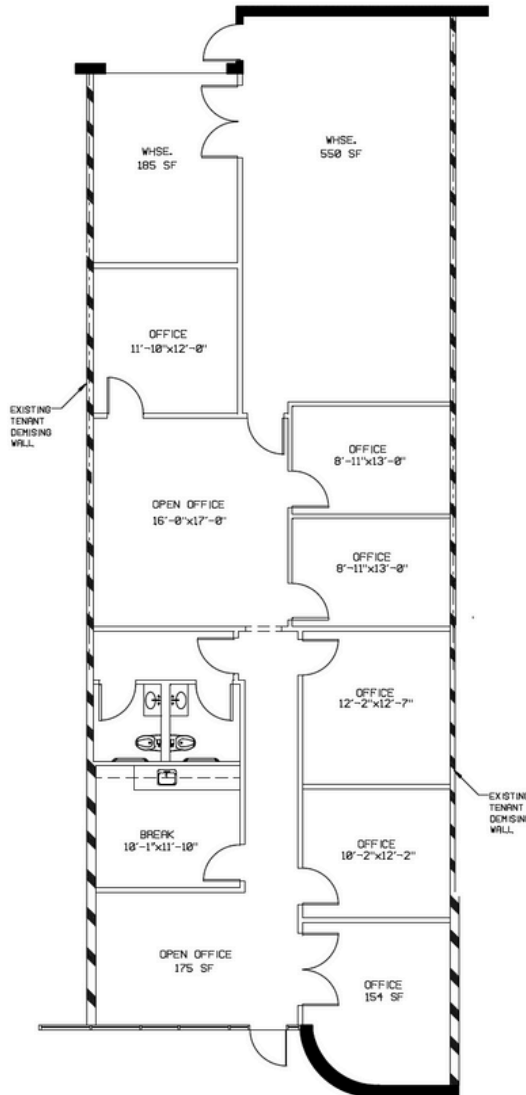 WHSE.
185 SF
WHSE.
550 SF
OFFICE
11'-10"x12'-0"
EXISTING
TENANT
DEMISING
WALL
OFFICE
8'-11"x13'-0"
OPEN OFFICE
16'-0"x17'-0"
OFFICE
8'-11"x13'-0"
OFFICE
12'-2"x12'-7"
EXISTING
TENANT
DEMISING
WALL
BREAK
10'-1"x11'-10"
OFFICE
10'-2"x12'-2"
OPEN OFFICE
175 SF
OFFICE
154 SF